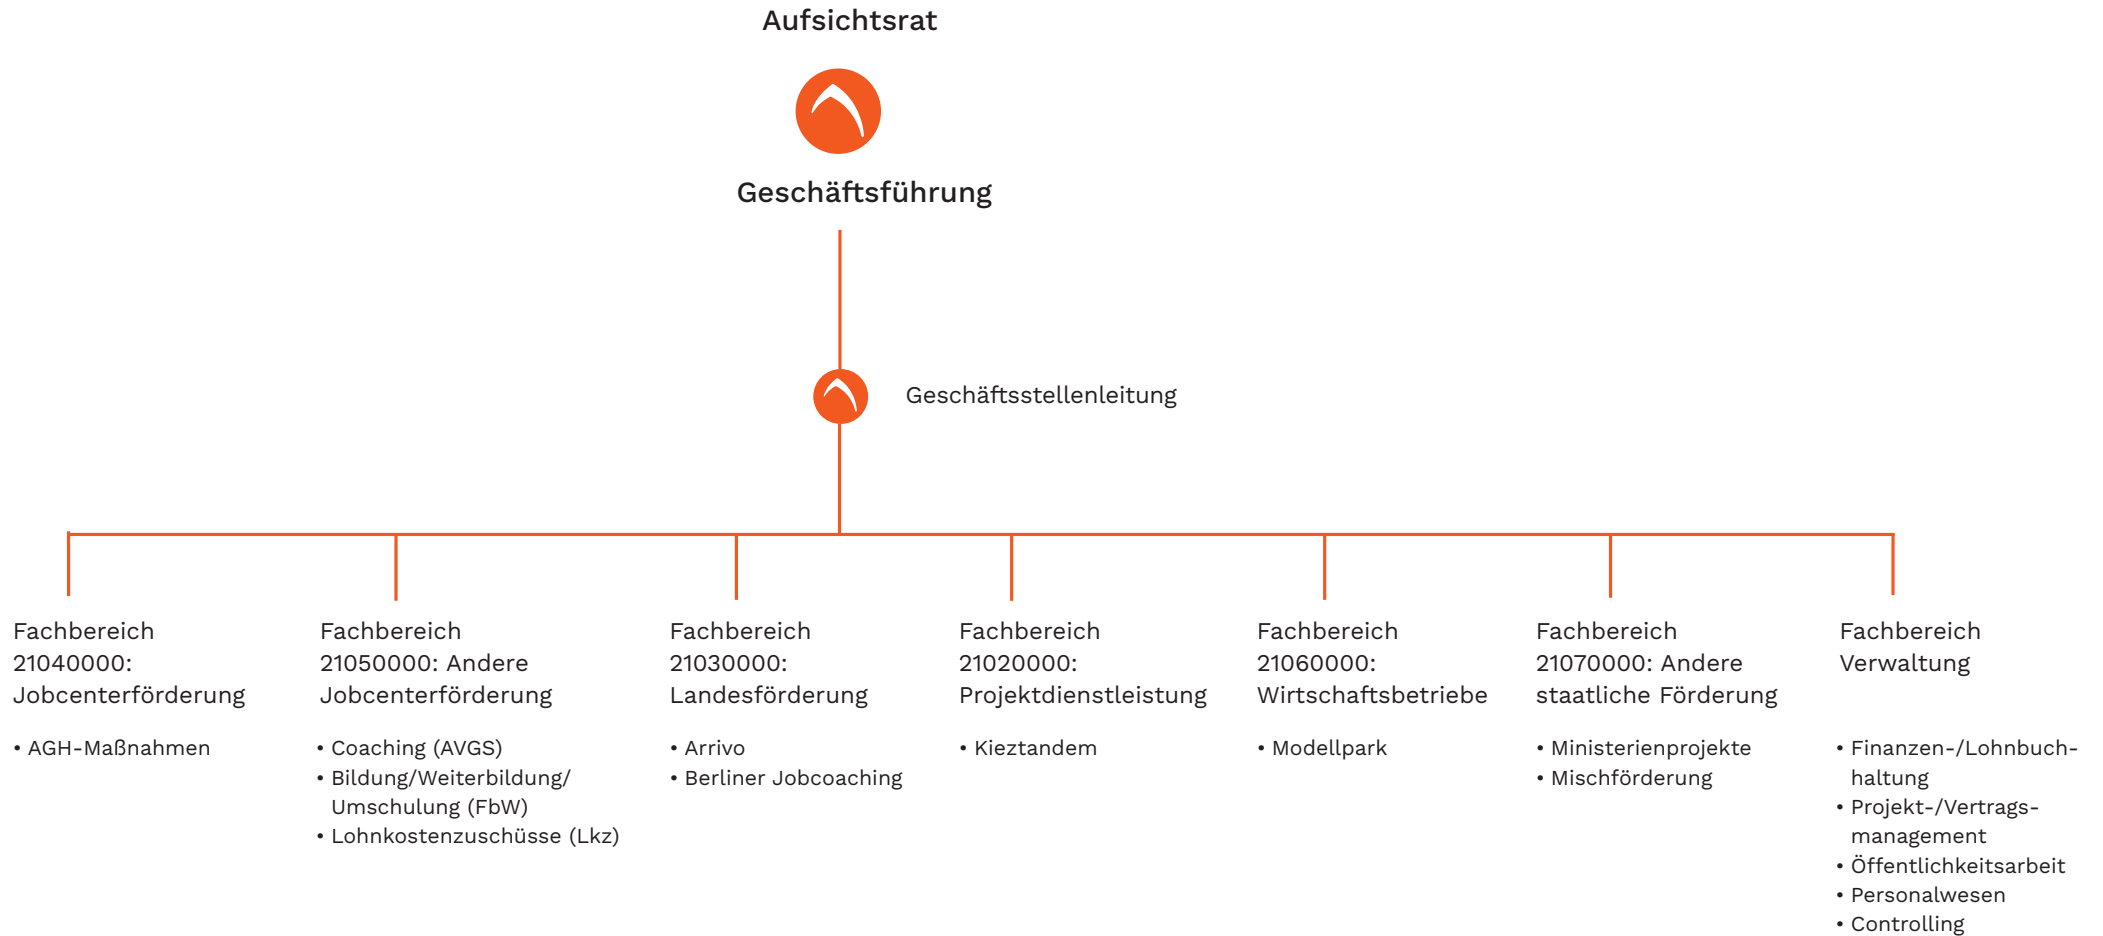 Aufsichtsrat
Geschäftsführung
Geschäftsstellenleitung
Fachbereich
21040000:
Jobcenterförderung
• AGH-Maßnahmen
Fachbereich
21050000: Andere
Jobcenterförderung
• Coaching (AVGS)
• Bildung/Weiterbildung/
Umschulung (FbW)
• Lohnkostenzuschüsse (Lkz)
Fachbereich
21030000:
Landesförderung
• Arrivo
• Berliner Jobcoaching
Fachbereich
21020000:
Projektdienstleistung
• Kieztandem
Fachbereich
21060000:
Wirtschaftsbetriebe
• Modellpark
Fachbereich
21070000: Andere
staatliche Förderung
• Ministerienprojekte
• Mischförderung
Fachbereich
Verwaltung
• Finanzen-/Lohnbuch-
haltung
• Projekt-/Vertrags-
management
• Öffentlichkeitsarbeit
• Personalwesen
• Controlling